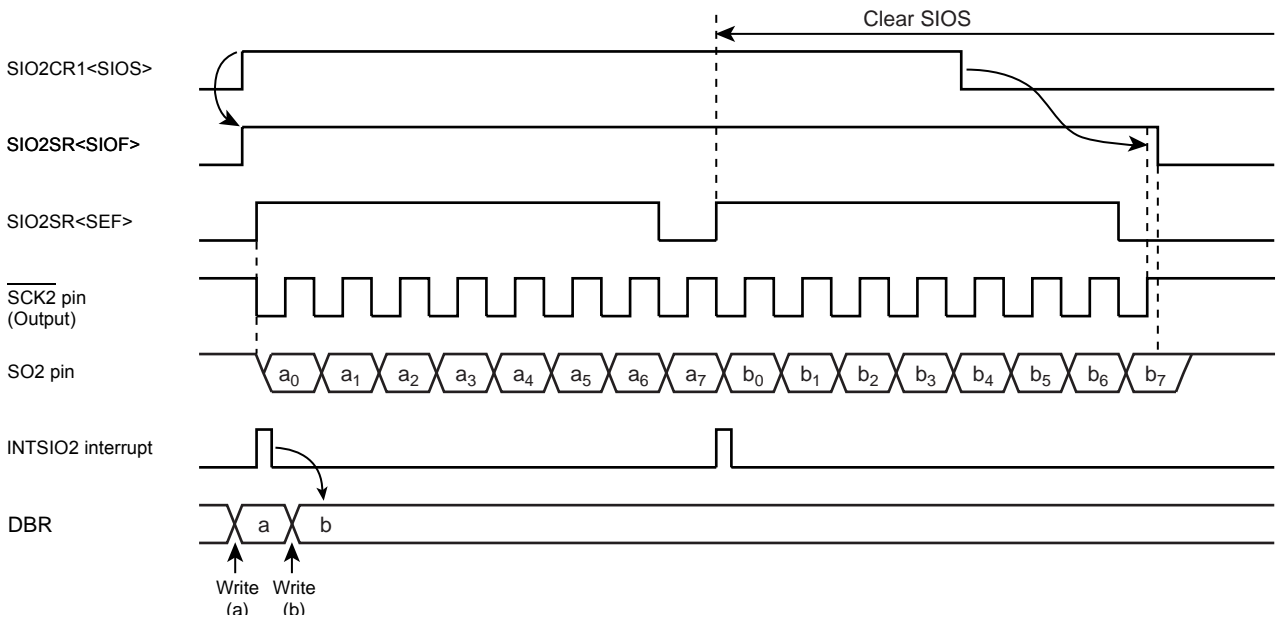 Clear SIOS
SIO2CR1<SIOS>
SIO2SR<SIOF>
SIO2SR<SEF>
SCK2 pin
(Output)
SO2 pin
a0 a1 a2 a3 a4 a5 a6 a7 b0 b1 b2 b3 b4 b5 b6 b7
INTSIO2 interrupt
DBR
a b
Write Write
(a) (b)